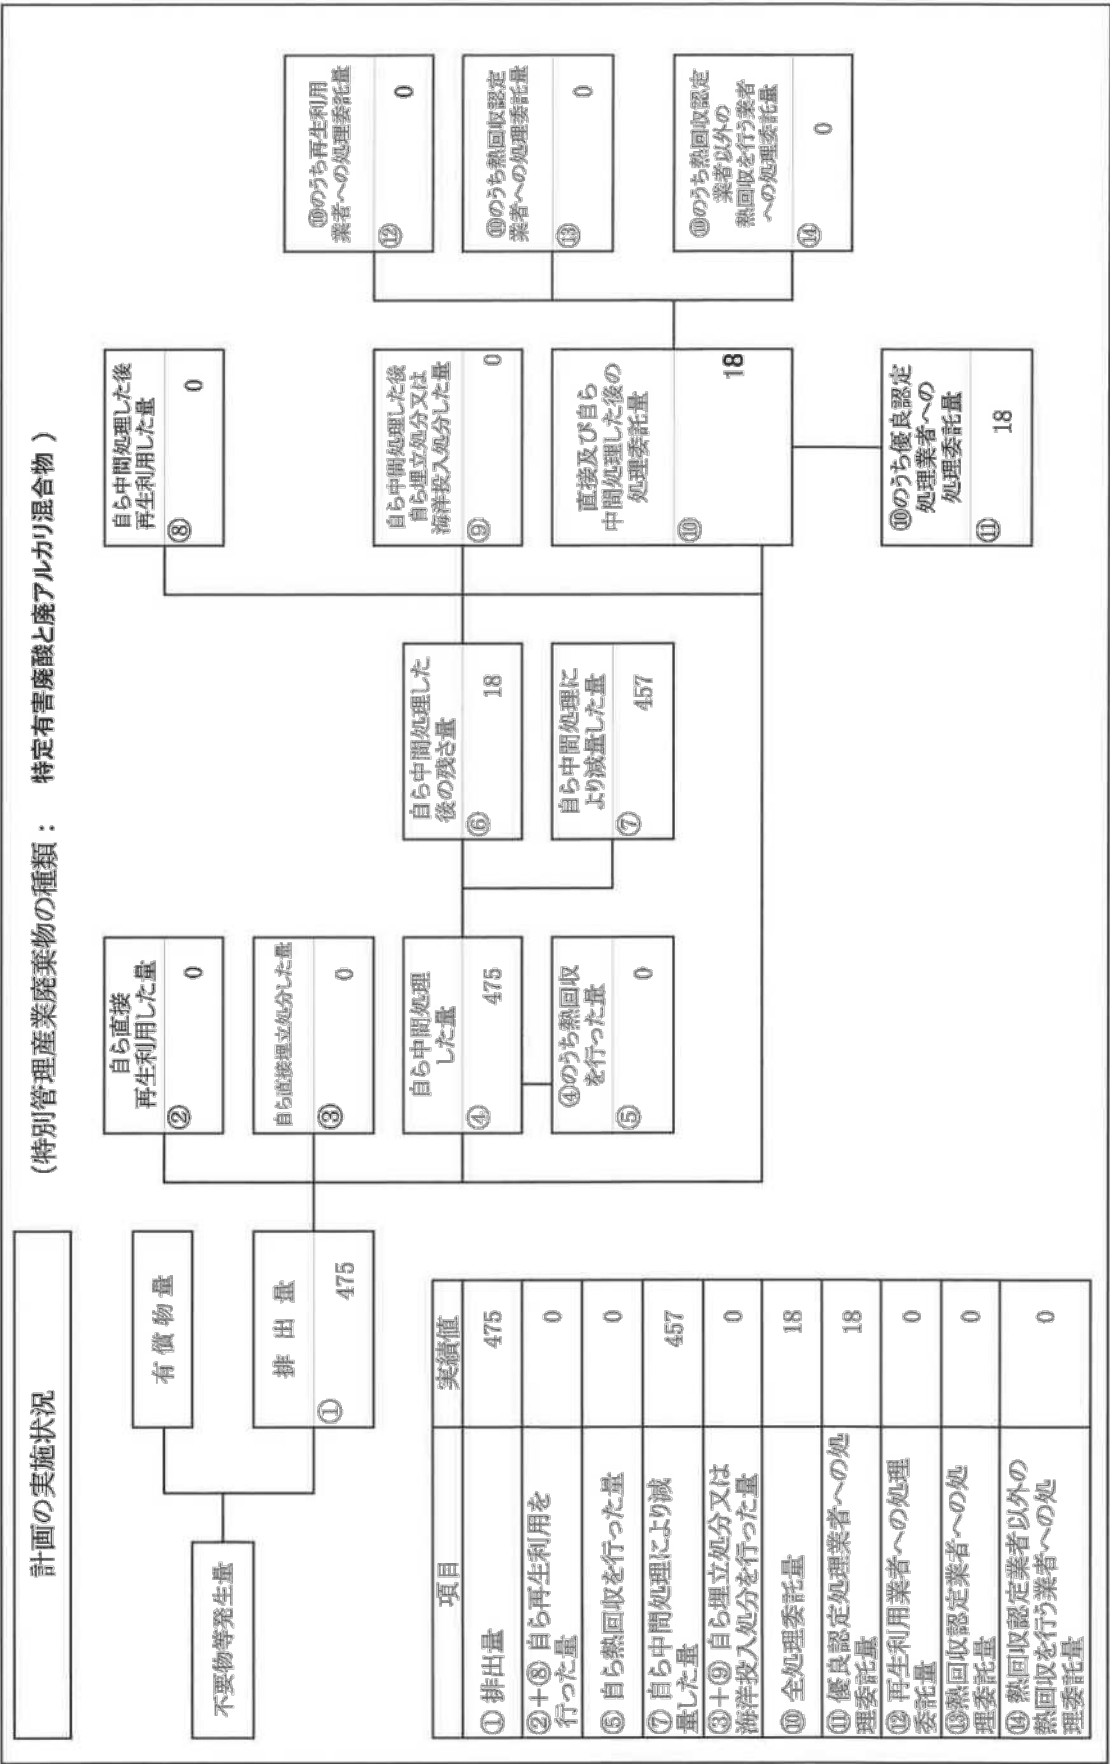 計画の実施状況
（特別管理産業廃棄物の種類： 特定有害廃酸と廃アルカリ混合物 ）
不要物等発生量
有 償 物 量
排 出 量
① 475
自ら直接
再生利用した量
② 0
自ら直接埋立処分した量
③ 0
自ら中間処理
した量
④ 475
④のうち熱回収
を行った量
⑤ 0
自ら中間処理した
後の残さ量
⑥ 18
自ら中間処理に
より減量した量
⑦ 457
自ら中間処理した後
再生利用した量
⑧ 0
自ら中間処理した後
自ら埋立処分又は
海洋投入処分した量
⑨ 0
直接及び自ら
中間処理した後の
処理委託量
⑩ 18
⑩のうち優良認定
処理業者への
処理委託量
⑪ 18
⑩のうち再生利用
業者への処理委託量
⑫ 0
⑩のうち熱回収認定
業者への処理委託量
⑬ 0
⑩のうち熱回収認定
業者以外の
熱回収を行う業者
への処理委託量
⑭ 0
項目 実績値
① 排出量 475
②＋⑧ 自ら再生利用を
行った量 0
⑤ 自ら熱回収を行った量 0
⑦ 自ら中間処理により減
量した量 457
③＋⑨ 自ら埋立処分又は
海洋投入処分を行った量 0
⑩ 全処理委託量 18
⑪ 優良認定処理業者への処
理委託量 18
⑫ 再生利用業者への処理
委託量 0
⑬熱回収認定業者への処
理委託量 0
⑭ 熱回収認定業者以外の
熱回収を行う業者への処
理委託量 0